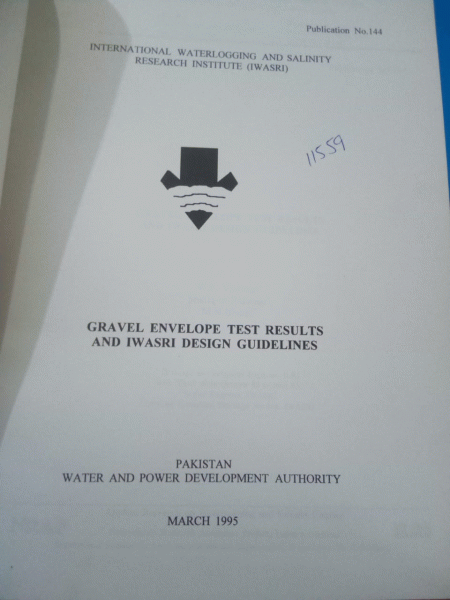 Publication No.144
INTERNATIONAL WATERLOGGING AND SALINITY
RESEARCH INSTITUTE (IWASRI)
11559
GRAVEL ENVELOPE TEST RESULTS
AND IWASRI DESIGN GUIDELINES
PAKISTAN
WATER AND POWER DEVELOPMENT AUTHORITY
MARCH 1995